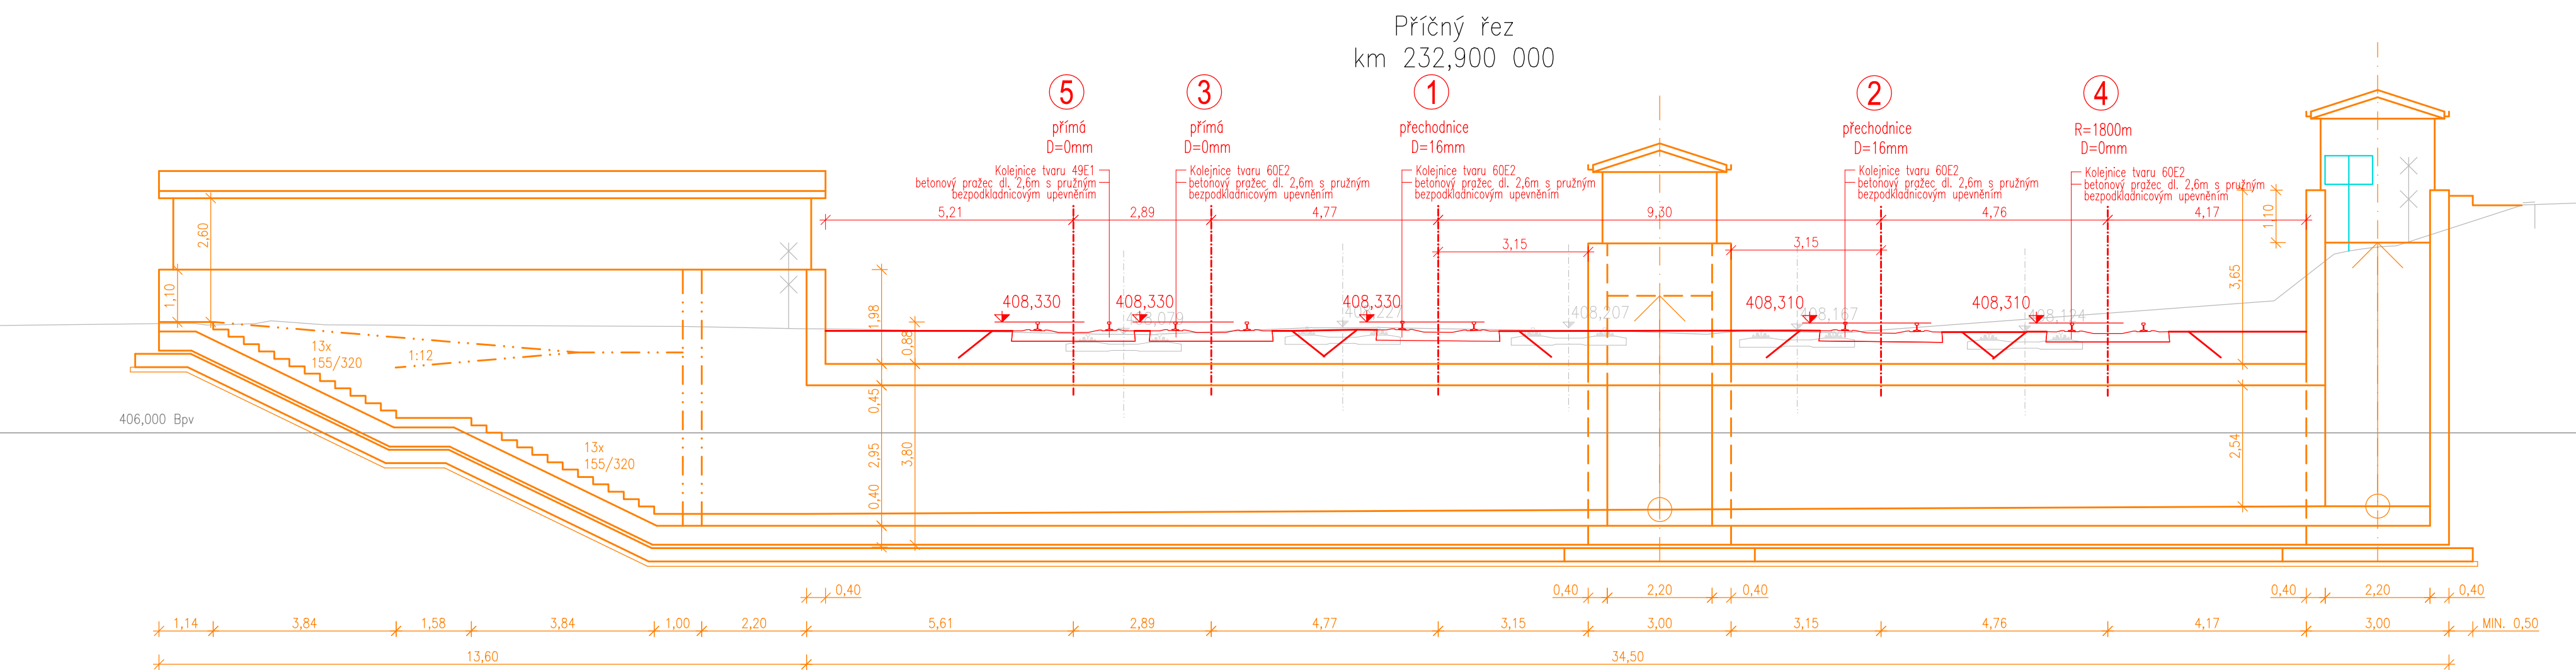 Příčný řez
km 232,900 000
5
3
1
2
4
přímá
D=0mm
přímá
D=0mm
přechodnice
D=16mm
přechodnice
D=16mm
R=1800m
D=0mm
Kolejnice tvaru 49E1
betonový pražec dl. 2,6m s pružným
bezpodkladnicovým upevněním
Kolejnice tvaru 60E2
betonový pražec dl. 2,6m s pružným
bezpodkladnicovým upevněním
Kolejnice tvaru 60E2
betonový pražec dl. 2,6m s pružným
bezpodkladnicovým upevněním
Kolejnice tvaru 60E2
betonový pražec dl. 2,6m s pružným
bezpodkladnicovým upevněním
Kolejnice tvaru 60E2
betonový pražec dl. 2,6m s pružným
bezpodkladnicovým upevněním
5,21
2,89
4,77
9,30
4,76
4,17
3,15
3,15
2,60
1,10
1,98
0,88
0,45
2,95
3,80
0,40
1,10
3,65
2,54
408,330
408,330
408,330
408,310
408,310
408,079
408,227
408,207
408,167
408,124
13x
155/320
1:12
13x
155/320
406,000 Bpv
0,40
0,40
2,20
0,40
0,40
2,20
0,40
1,14
3,84
1,58
3,84
1,00
2,20
5,61
2,89
4,77
3,15
3,00
3,15
4,76
4,17
3,00
MIN. 0,50
13,60
34,50